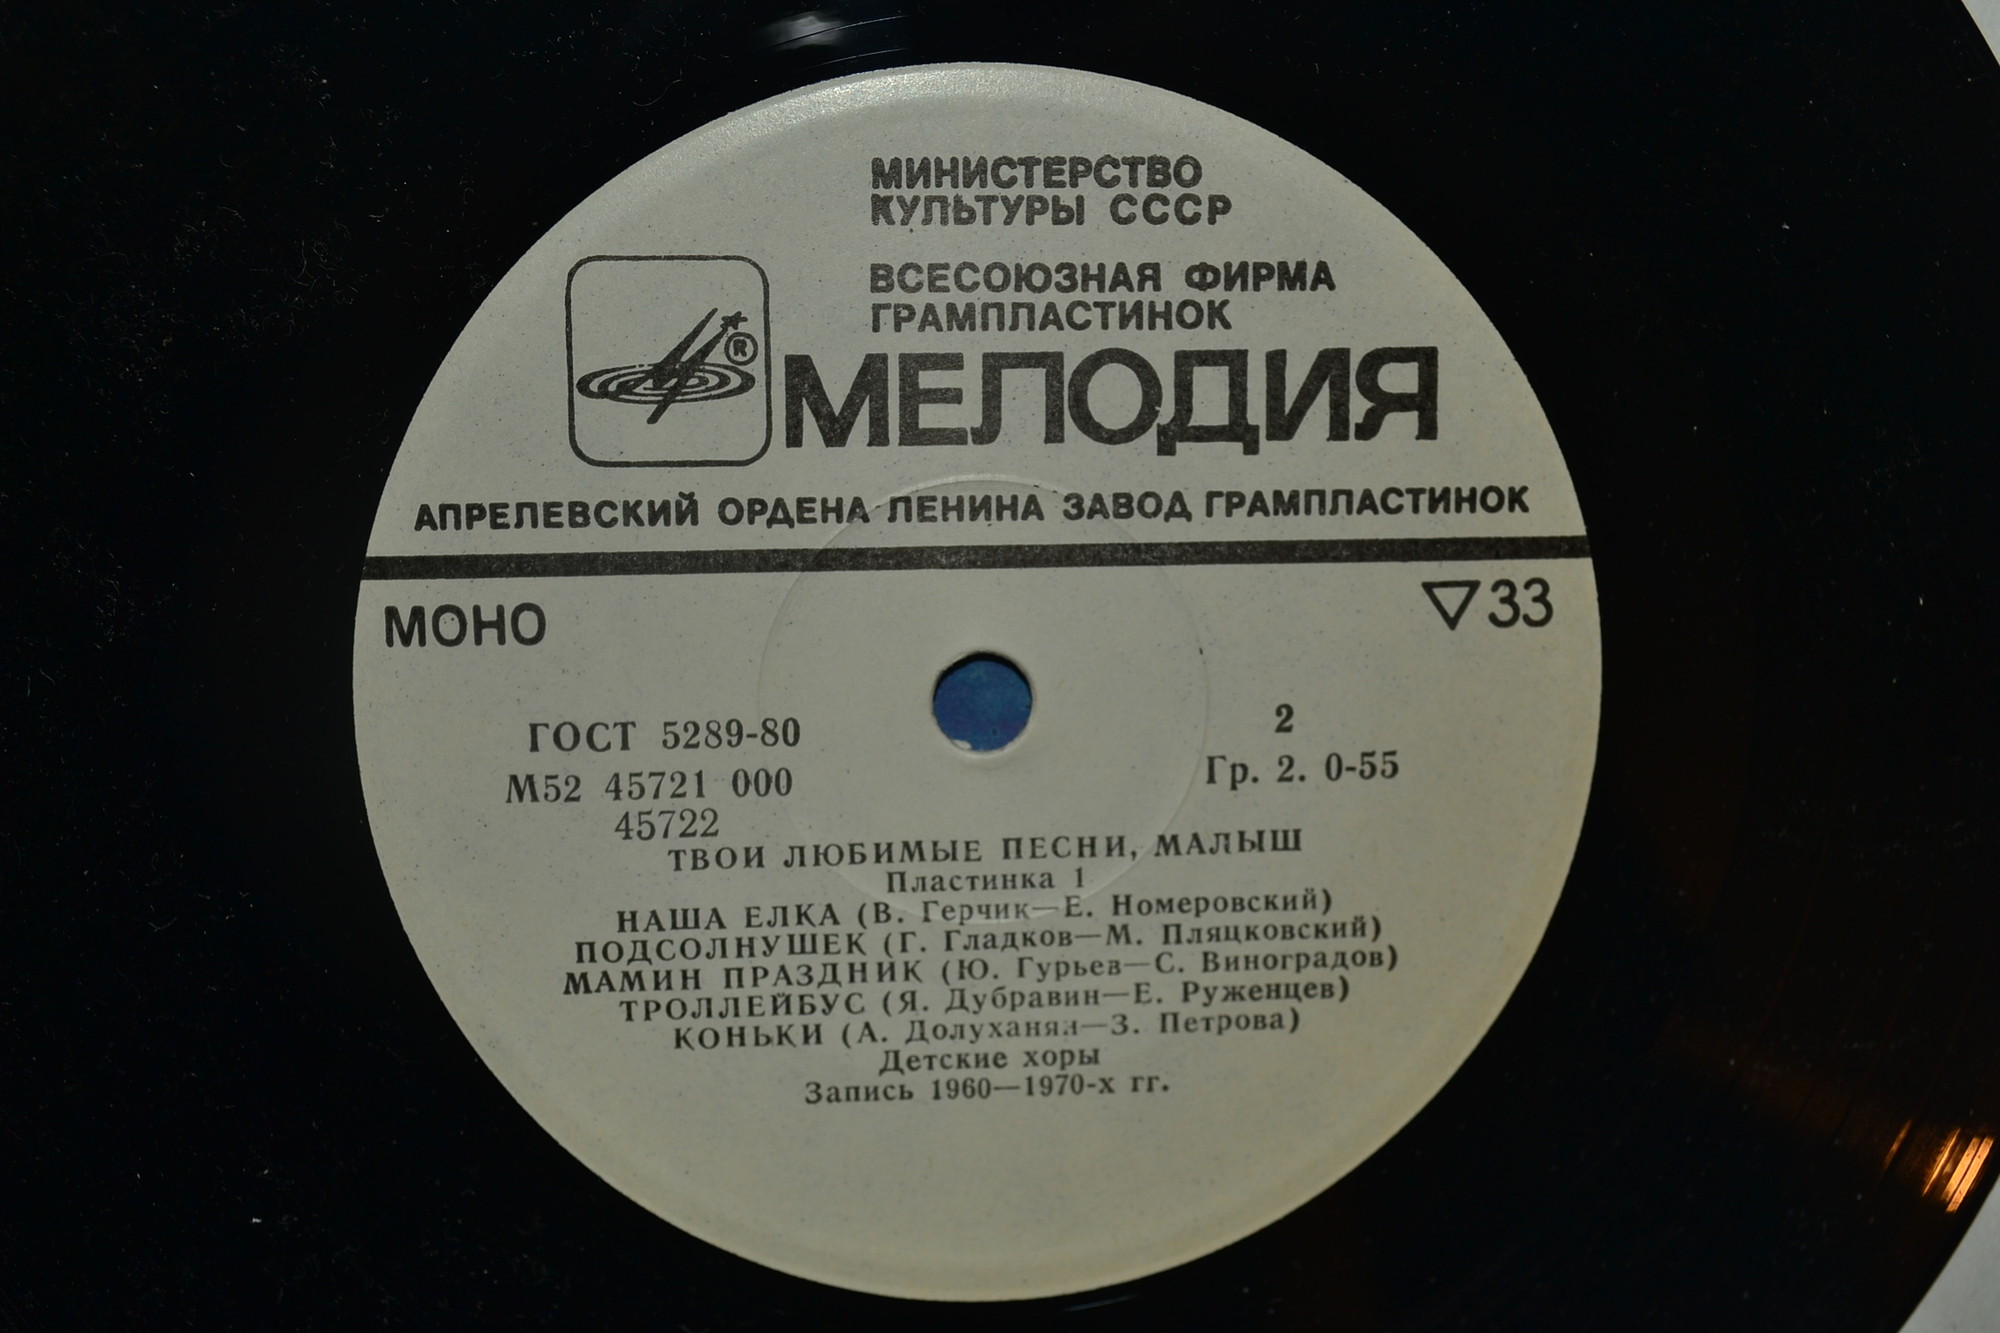 МИНИСТЕРСТВО
КУЛЬТУРЫ СССР
ВСЕСОЮЗНАЯ ФИРМА
ГРАМПЛАСТИНОК
®
МЕЛОДИЯ
АПРЕЛЕВСКИЙ ОРДЕНА ЛЕНИНА ЗАВОД ГРАМПЛАСТИНОК
МОНО
▽33
ГОСТ 5289-80
М52 45721 000
45722
2
Гр. 2. 0-55
ТВОИ ЛЮБИМЫЕ ПЕСНИ, МАЛЫШ
Пластинка 1
НАША ЕЛКА (В. Герчик—Е. Номеровский)
ПОДСОЛНУШЕК (Г. Гладков—М. Пляцковский)
МАМИН ПРАЗДНИК (Ю. Гурьев—С. Виноградов)
ТРОЛЛЕЙБУС (Я. Дубравин—Е. Руженцев)
КОНЬКИ (А. Долуханян—З. Петрова)
Детские хоры
Запись 1960—1970-х гг.